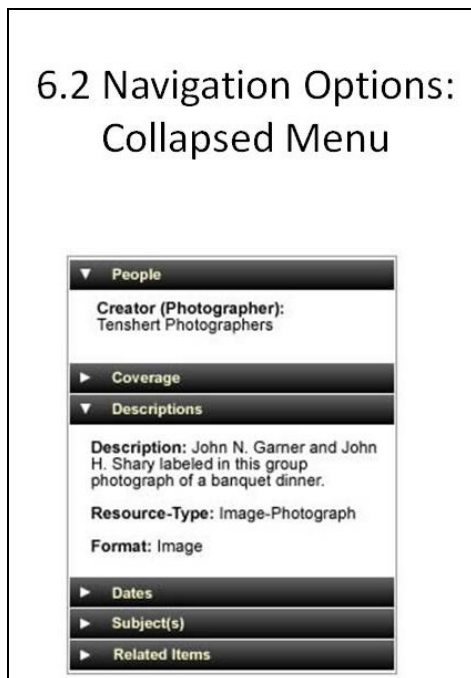 6.2 Navigation Options:
Collapsed Menu
People
Creator (Photographer):
Tenshert Photographers
Coverage
Descriptions
Description: John N. Garner and John
H. Shary labeled in this group
photograph of a banquet dinner.
Resource-Type: Image-Photograph
Format: Image
Dates
Subject(s)
Related Items